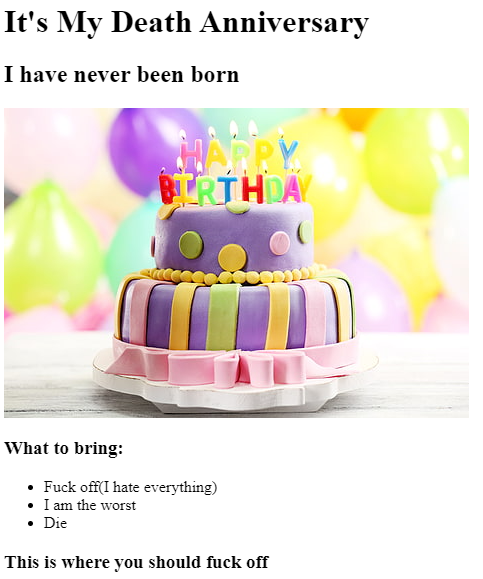 It's My Death Anniversary
I have never been born
HAPPY
BIRTHDAY
What to bring:
Fuck off(I hate everything)
I am the worst
Die
This is where you should fuck off